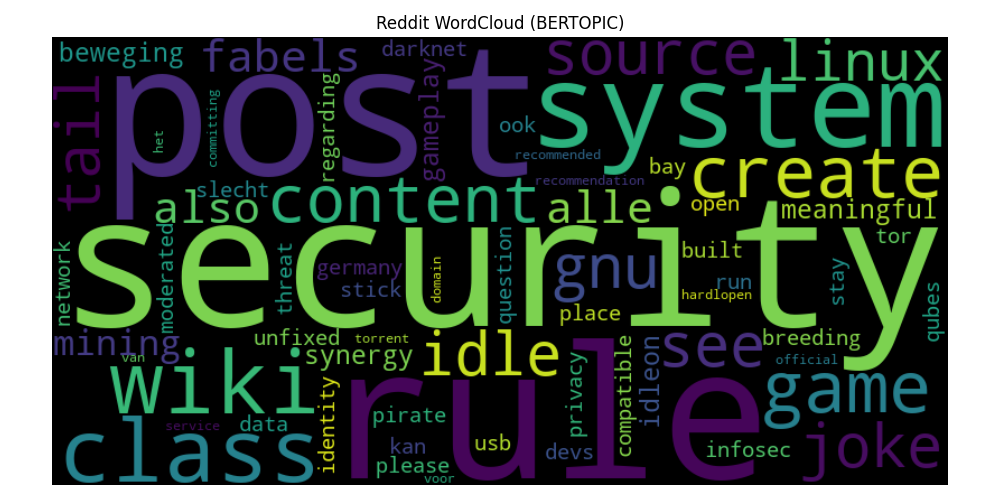 Reddit WordCloud (BERTOPIC)
beweging
fabels
darknet
source
linux
tail
post
system
het
committing
regarding
gameplay
ook
recommended
bay
create
slecht
recommendation
also
content
alle
open
meaningful
network
moderated
security
threat
germany
stick
domain
question
gnu
built
run
hardlopen
tor
stay
qubes
place
mining
van
unfixed
torrent
synergy
idle
see
breeding
official
wiki
rule
privacy
compatible
idleon
game
class
service
data
identity
pirate
kan
please
voor
usb
devs
infosec
joke